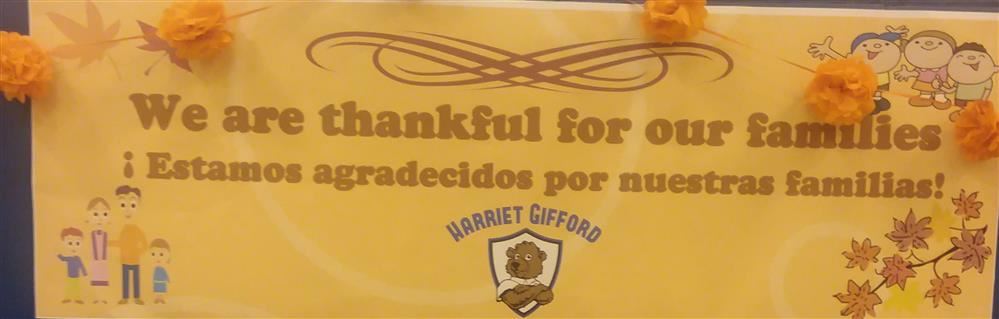 We are thankful for our families
¡ Estamos agradecidos por nuestras familias!
HARRIET GIFFORD